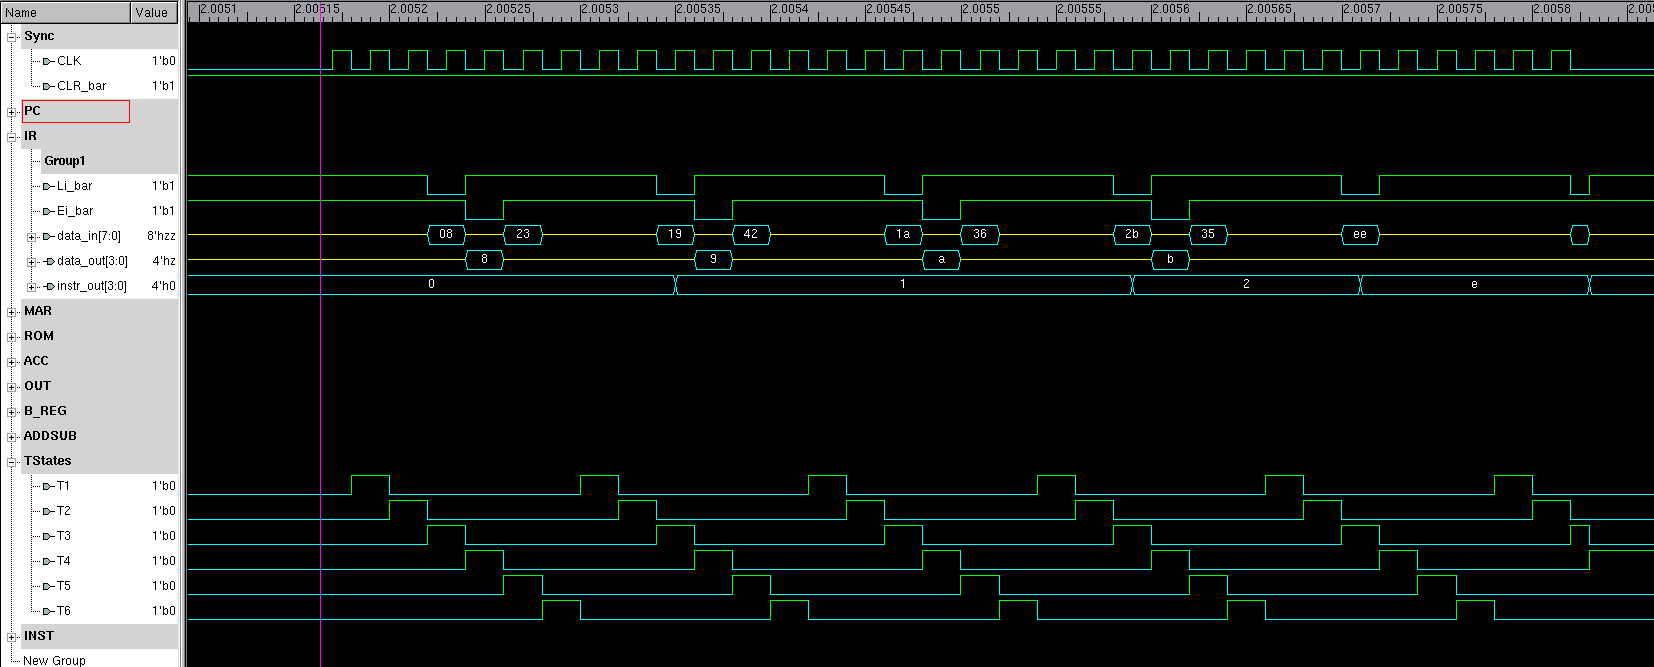 Name Value 2.0051 2.00515 2.0052 2.00525 2.0053 2.00535 2.0054 2.00545 2.0055 2.00555 2.0056 2.00565 2.0057 2.00575 2.0058 2.005
Sync
CLK 1'b0
CLR_bar 1'b1
PC
IR
Group1
Li_bar 1'b1
Ei_bar 1'b1
data_in[7:0] 8'hzz 08 23 19 42 1a 36 2b 35 ee
data_out[3:0] 4'hz 8 9 a b
instr_out[3:0] 4'h0 0 1 2 e
MAR
ROM
ACC
OUT
B_REG
ADDSUB
TStates
T1 1'b0
T2 1'b0
T3 1'b0
T4 1'b0
T5 1'b0
T6 1'b0
INST
New Group